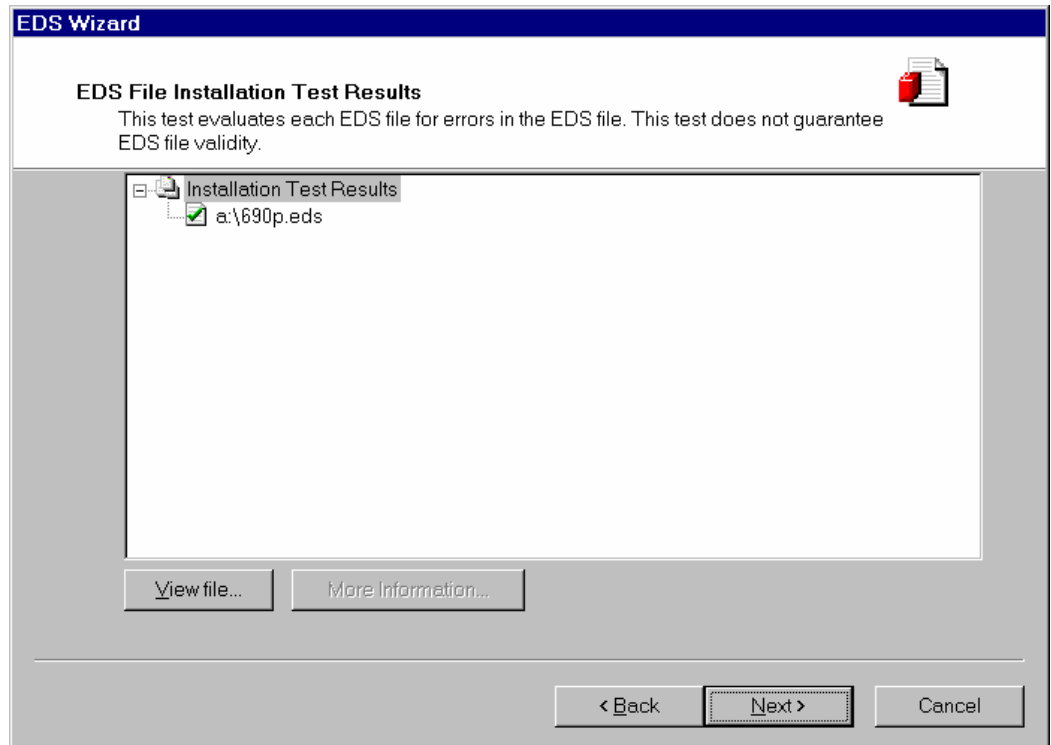 EDS Wizard
EDS File Installation Test Results
This test evaluates each EDS file for errors in the EDS file. This test does not guarantee
EDS file validity.
Installation Test Results
a:\690p.eds
View file...
More Information...
< Back
Next >
Cancel